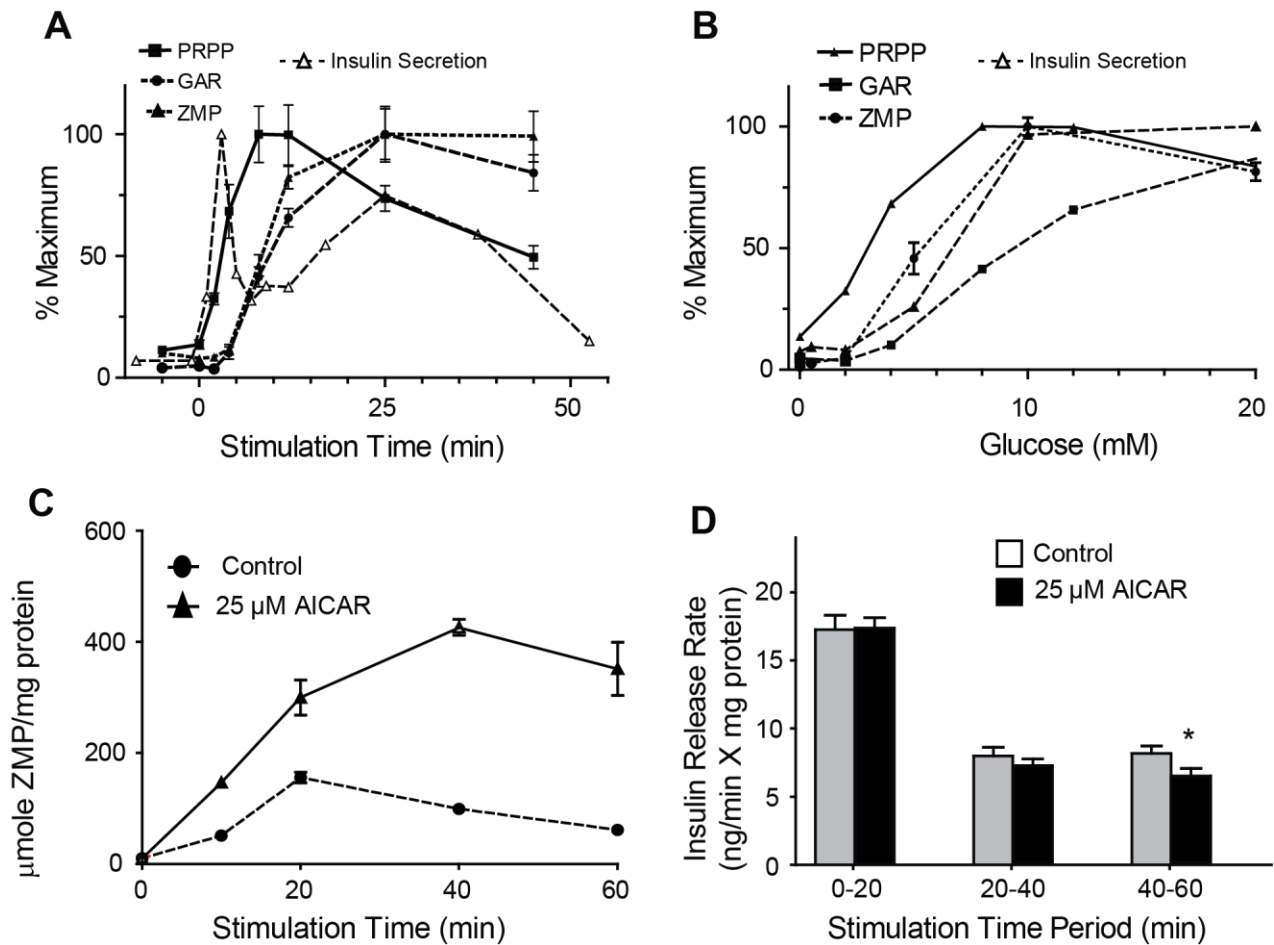 A
PRPP
GAR
ZMP
Insulin Secretion
% Maximum
100
50
0
0
25
50
Stimulation Time (min)
B
PRPP
GAR
ZMP
Insulin Secretion
% Maximum
100
50
0
0
10
20
Glucose (mM)
C
Control
25 μM AICAR
μmole ZMP/mg protein
600
400
200
0
0
20
40
60
Stimulation Time (min)
D
Control
25 μM AICAR
Insulin Release Rate
(ng/min X mg protein)
20
15
10
5
0
*
0-20
20-40
40-60
Stimulation Time Period (min)